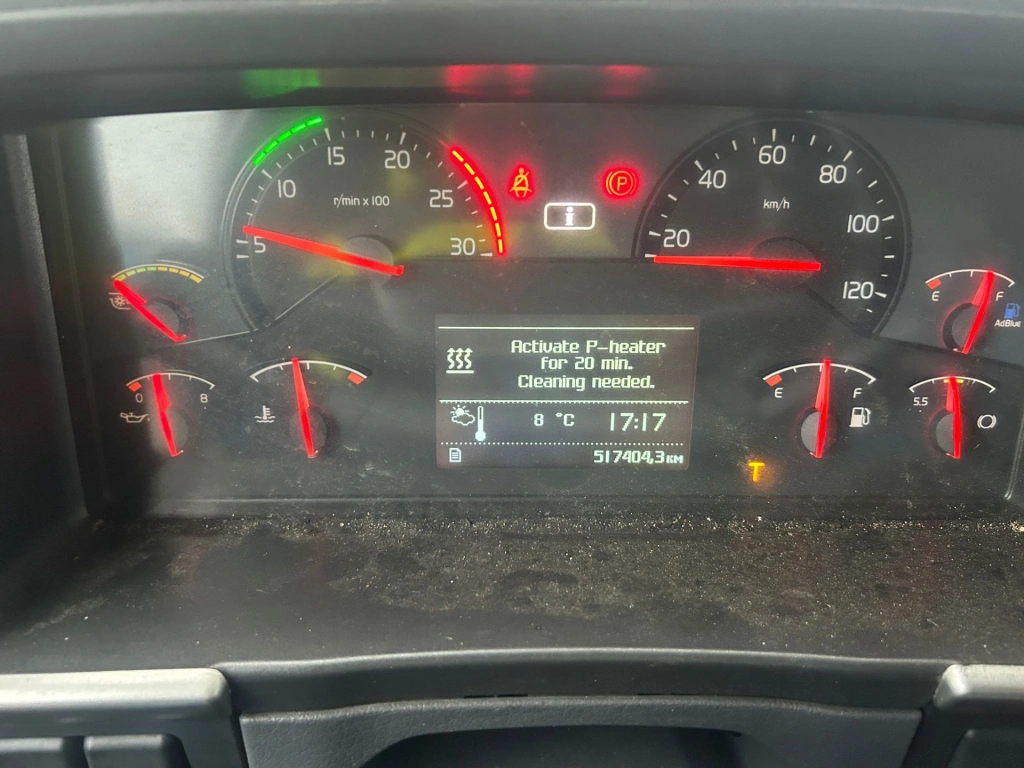 15 20
10 25
5 30
r/min x 100
P
i
60
40 80
km/h
20 100
120
E F
AdBlue
0 8
Activate P-heater
for 20 min.
Cleaning needed.
8 °C 17:17
517404,3 KM
E F
5.5
T